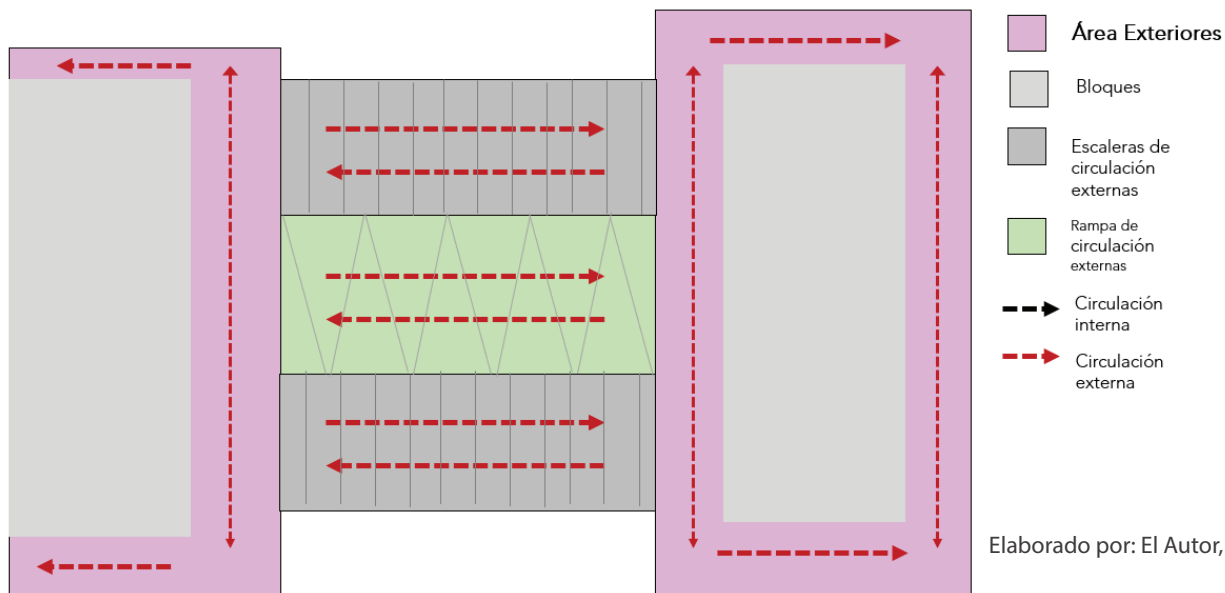 Área Exteriores
Bloques
Escaleras de
circulación
externas
Rampa de
circulación
externas
Circulación
interna
Circulación
externa
Elaborado por: El Autor,